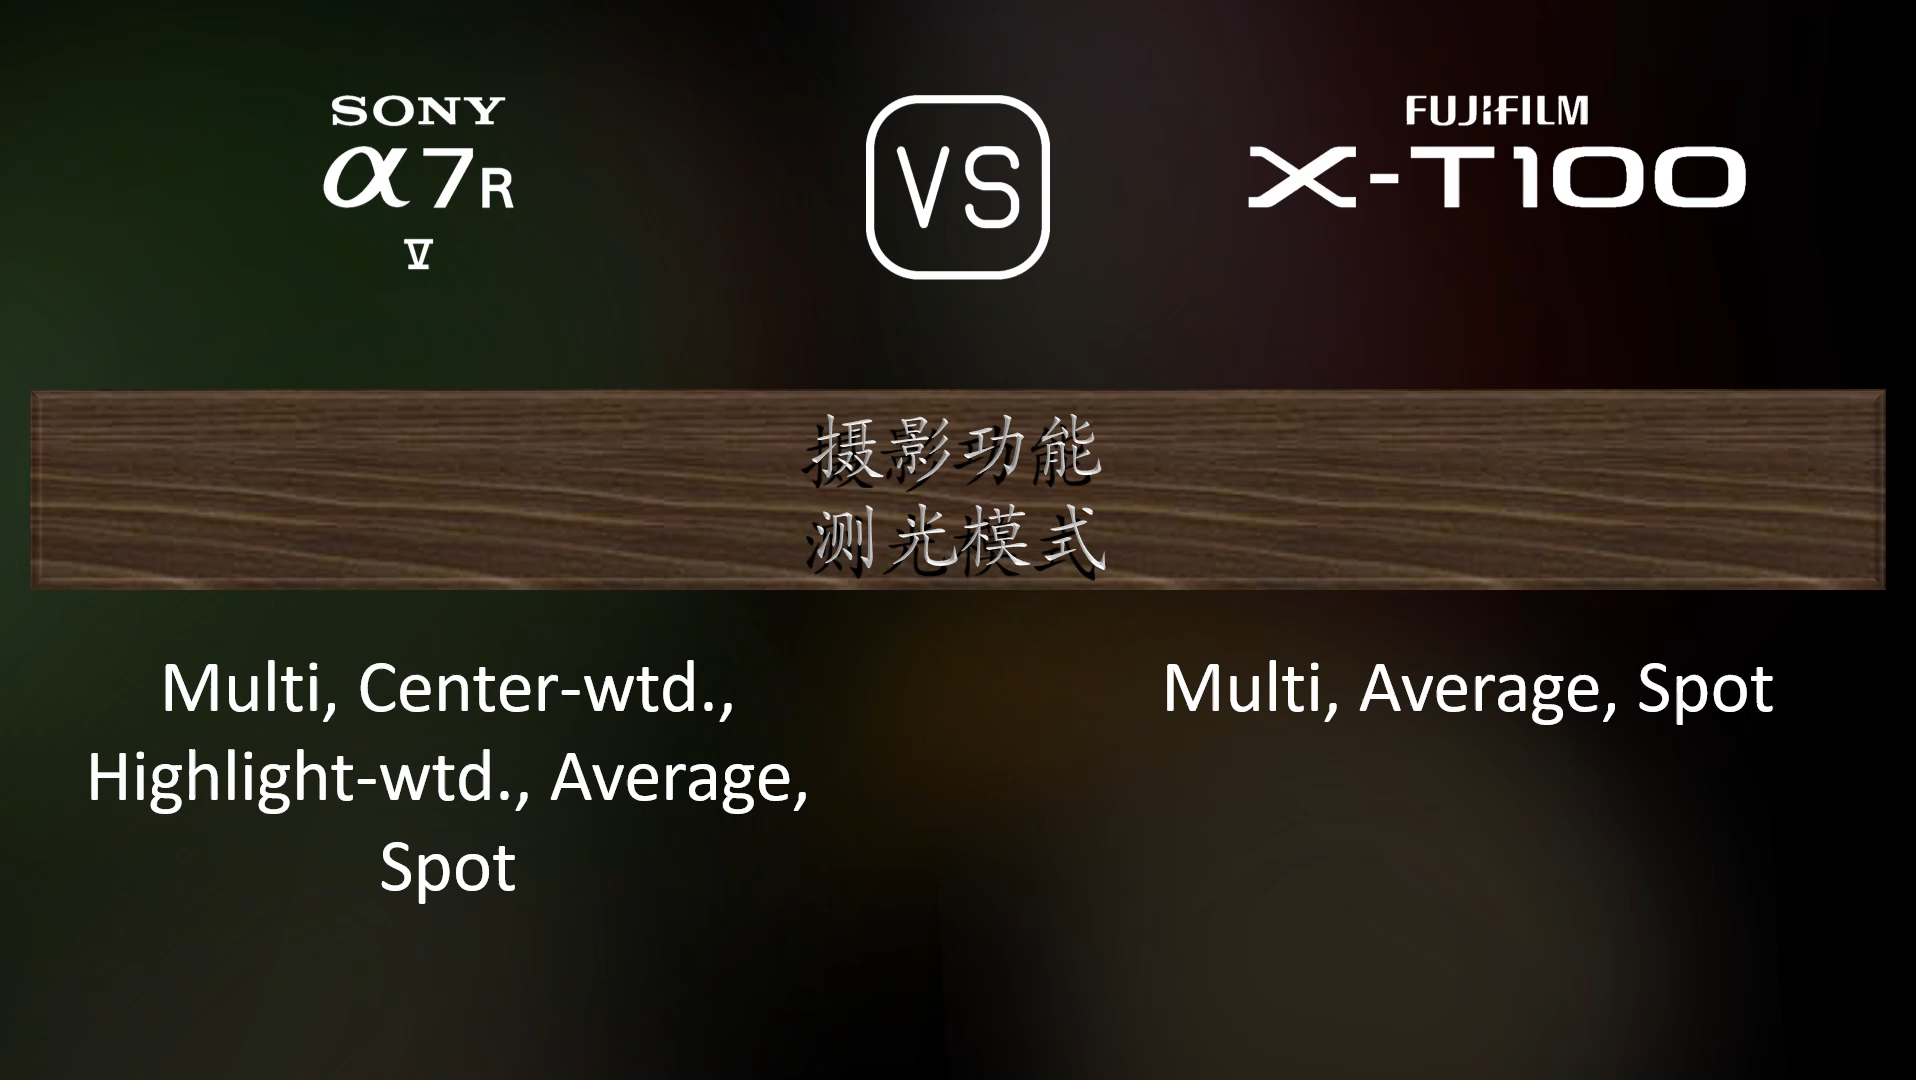 SONY
α7R
V
VS
FUJIFILM
X-T100
摄影功能
测光模式
Multi, Center-wtd.,
Highlight-wtd., Average,
Spot
Multi, Average, Spot